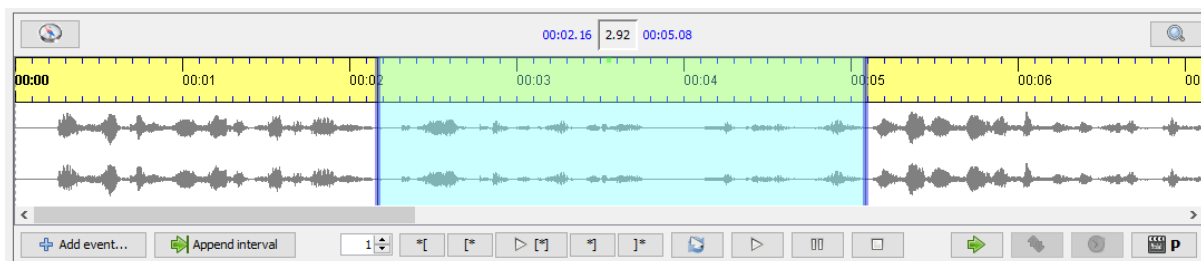 00:02.16 2.92 00:05.08
00:00 00:01 00:02 00:03 00:04 00:05 00:06 00
< >
Add event... Append interval 1 *[ [* [*] *] ]* P